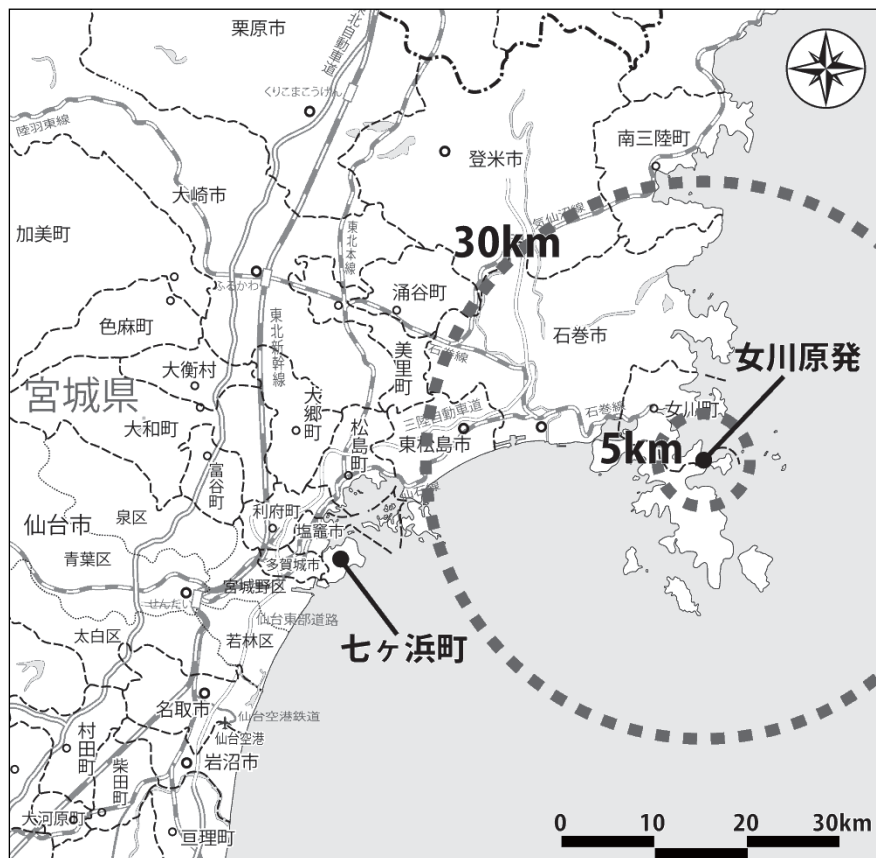 栗原市
東北自動車道
くりこまこうげん
陸羽東線
登米市
南三陸町
大崎市
気仙沼線
加美町
東北本線
30km
ふるかわ
涌谷町
色麻町
東北新幹線
石巻市
石巻線
美里町
女川原発
大衡村
宮城県
大郷町
三陸自動車道
石巻線
女川町
大和町
松島町
東松島市
5km
富谷町
仙石線
利府町
仙台市
泉区
塩竈市
青葉区
多賀城市
宮城野区
せんだい
仙台東部道路
太白区
若林区
七ヶ浜町
名取市
仙台空港鉄道
村田町
仙台空港
岩沼市
柴田町
大河原町
亘理町
0 10 20 30km